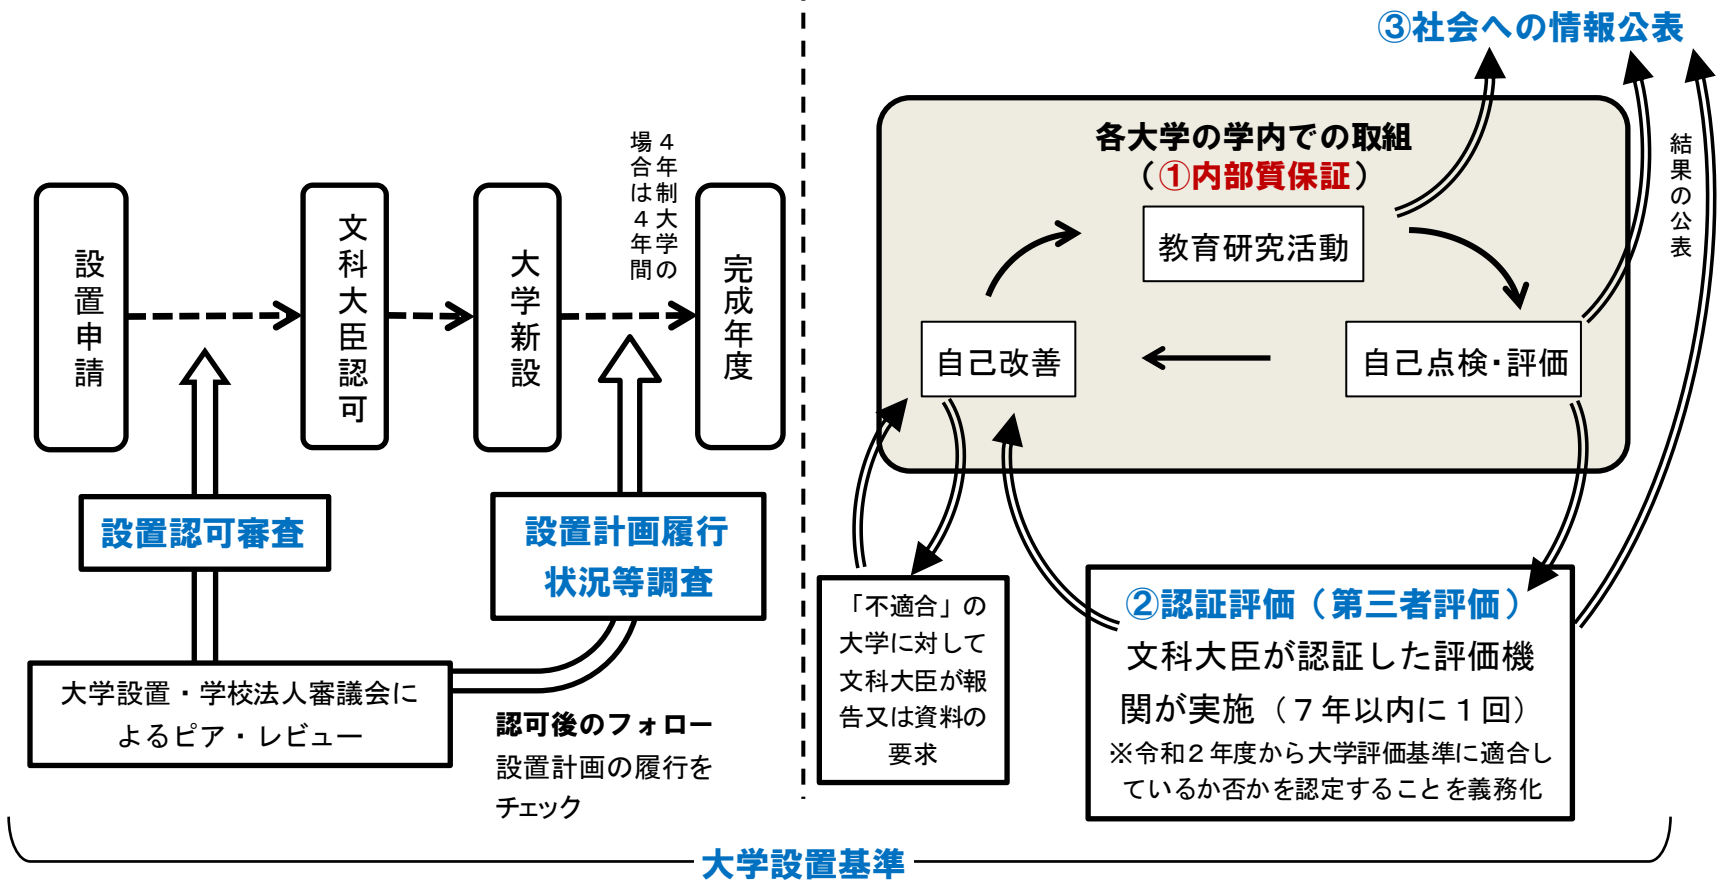 ③社会への情報公表
各大学の学内での取組
（①内部質保証）
教育研究活動
自己改善
自己点検・評価
結果の公表
４年制大学の
場合は４年間
設置申請
文科大臣認可
大学新設
完成年度
設置認可審査
設置計画履行
状況等調査
大学設置・学校法人審議会に
よるピア・レビュー
認可後のフォロー
設置計画の履行を
チェック
「不適合」の
大学に対して
文科大臣が報
告又は資料の
要求
②認証評価（第三者評価）
文科大臣が認証した評価機
関が実施（７年以内に１回）
※令和２年度から大学評価基準に適合し
ているか否かを認定することを義務化
大学設置基準